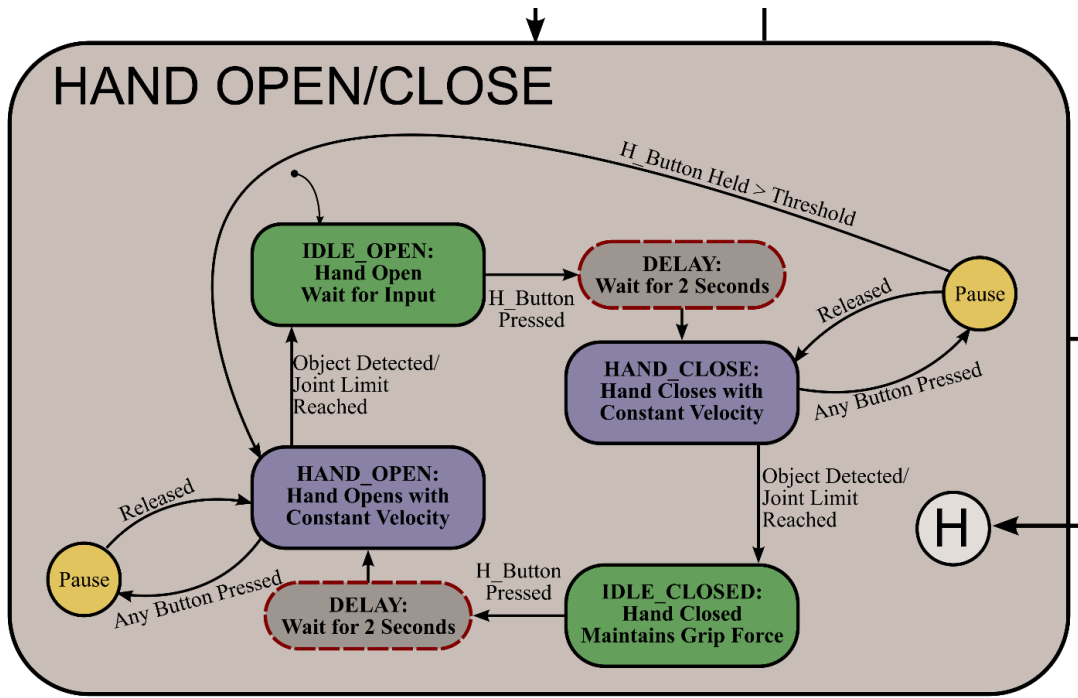 HAND OPEN/CLOSE
H_Button Held > Threshold
IDLE_OPEN:
Hand Open
Wait for Input
H_Button
Pressed
DELAY:
Wait for 2 Seconds
Pause
Released
Any Button Pressed
HAND_CLOSE:
Hand Closes with
Constant Velocity
Object Detected/
Joint Limit
Reached
HAND_OPEN:
Hand Opens with
Constant Velocity
Released
Pause
Any Button Pressed
Object Detected/
Joint Limit
Reached
H
DELAY:
Wait for 2 Seconds
H_Button
Pressed
IDLE_CLOSED:
Hand Closed
Maintains Grip Force